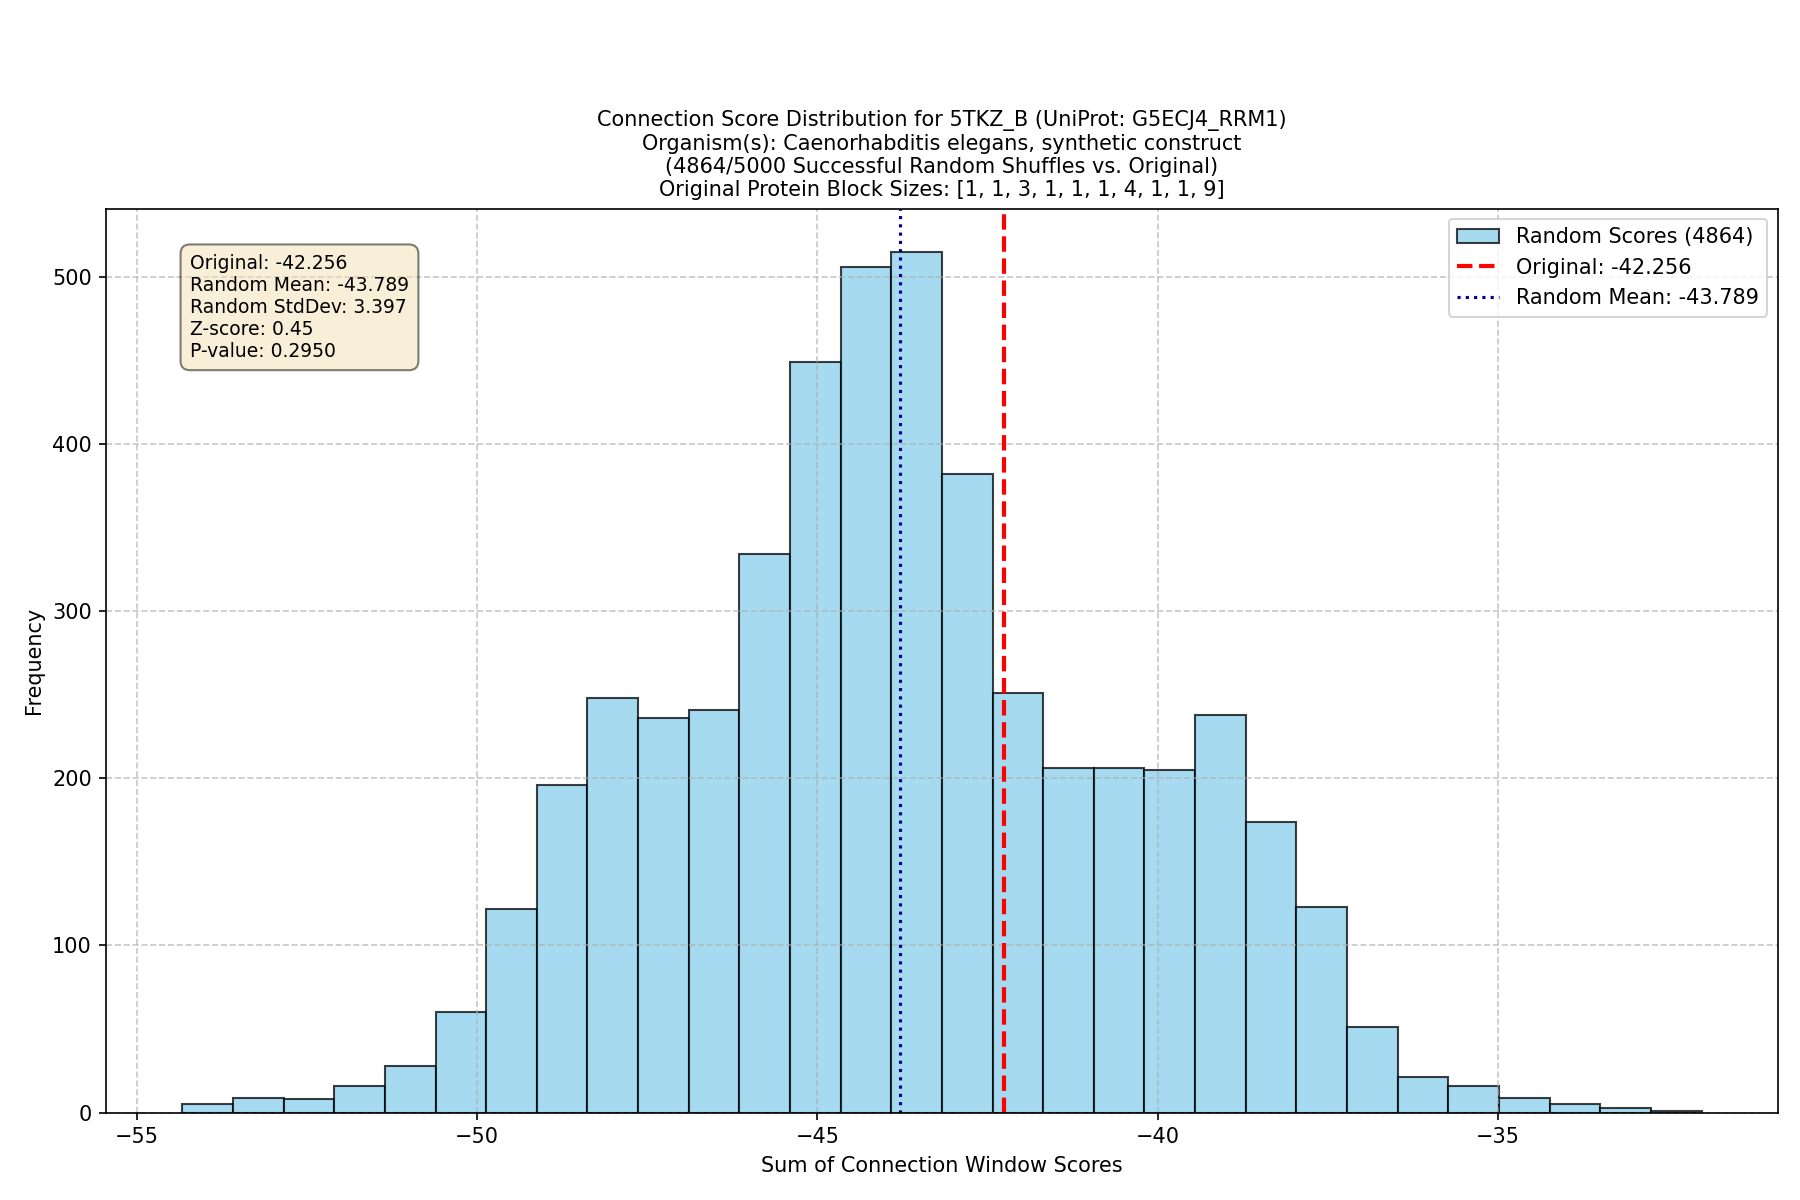 Connection Score Distribution for 5TKZ_B (UniProt: G5ECJ4_RRM1)
Organism(s): Caenorhabditis elegans, synthetic construct
(4864/5000 Successful Random Shuffles vs. Original)
Original Protein Block Sizes: [1, 1, 3, 1, 1, 1, 4, 1, 1, 9]
Original: -42.256
Random Mean: -43.789
Random StdDev: 3.397
Z-score: 0.45
P-value: 0.2950
Random Scores (4864)
Original: -42.256
Random Mean: -43.789
Frequency
500
400
300
200
100
0
−55
−50
−45
−40
−35
Sum of Connection Window Scores